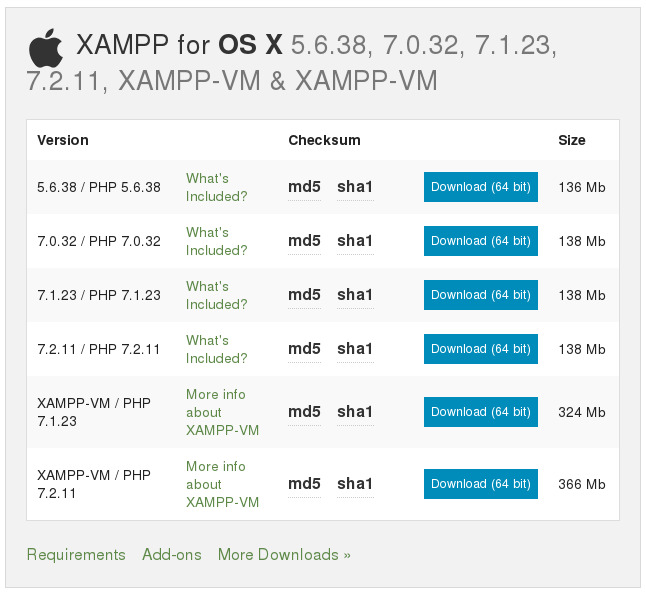 XAMPP for OS X 5.6.38, 7.0.32, 7.1.23,
7.2.11, XAMPP-VM & XAMPP-VM
Version Checksum Size
5.6.38 / PHP 5.6.38 What's Included? md5 sha1 Download (64 bit) 136 Mb
7.0.32 / PHP 7.0.32 What's Included? md5 sha1 Download (64 bit) 138 Mb
7.1.23 / PHP 7.1.23 What's Included? md5 sha1 Download (64 bit) 138 Mb
7.2.11 / PHP 7.2.11 What's Included? md5 sha1 Download (64 bit) 138 Mb
XAMPP-VM / PHP 7.1.23 More info about XAMPP-VM md5 sha1 Download (64 bit) 324 Mb
XAMPP-VM / PHP 7.2.11 More info about XAMPP-VM md5 sha1 Download (64 bit) 366 Mb
Requirements Add-ons More Downloads »